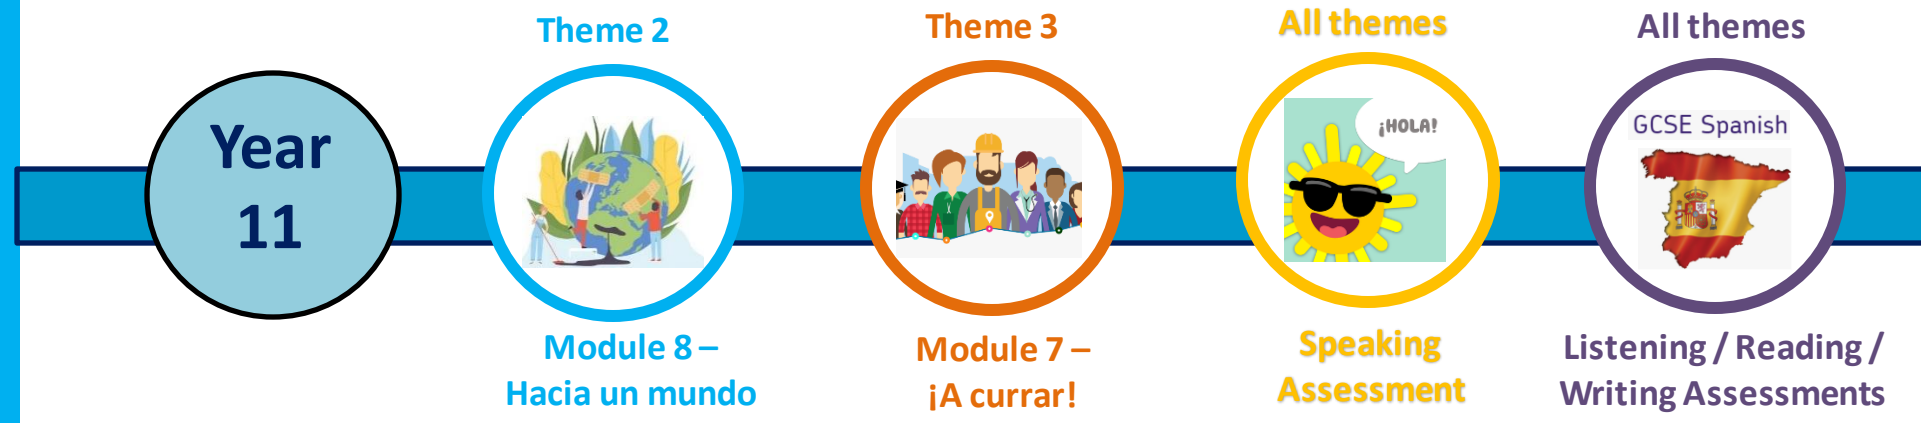 Theme 2
Theme 3
All themes
All themes
Year
11
¡HOLA!
GCSE Spanish
Module 8 –
Hacia un mundo
Module 7 –
¡A currar!
Speaking
Assessment
Listening / Reading /
Writing Assessments